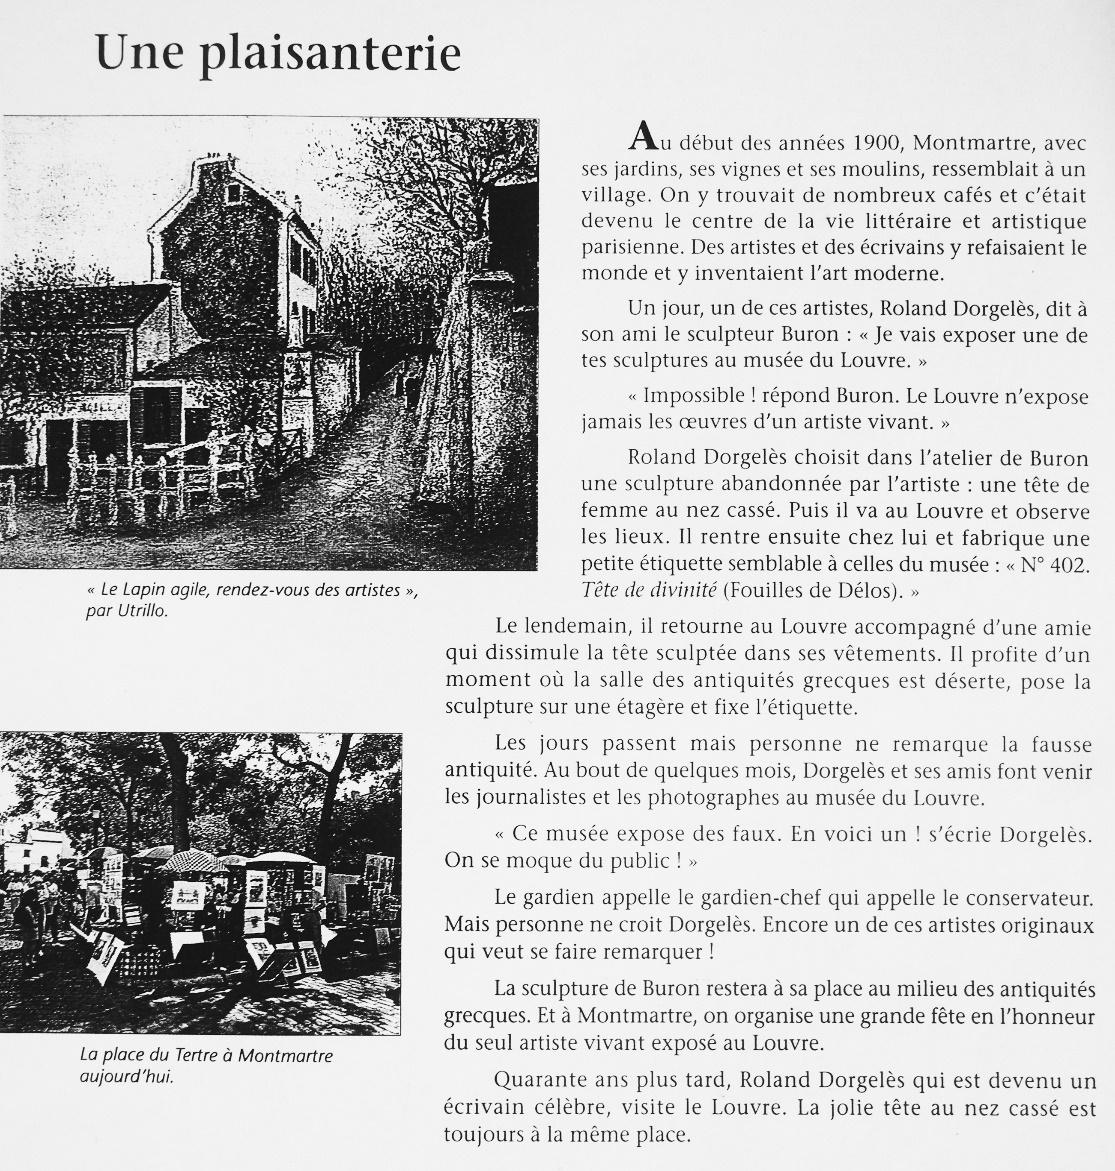 Une plaisanterie
Au début des années 1900, Montmartre, avec
ses jardins, ses vignes et ses moulins, ressemblait à un
village. On y trouvait de nombreux cafés et c'était
devenu le centre de la vie littéraire et artistique
parisienne. Des artistes et des écrivains y refaisaient le
monde et y inventaient l'art moderne.
Un jour, un de ces artistes, Roland Dorgelès, dit à
son ami le sculpteur Buron : « Je vais exposer une de
tes sculptures au musée du Louvre. »
« Impossible ! répond Buron. Le Louvre n'expose
jamais les œuvres d'un artiste vivant. »
Roland Dorgelès choisit dans l'atelier de Buron
une sculpture abandonnée par l'artiste : une tête de
femme au nez cassé. Puis il va au Louvre et observe
les lieux. Il rentre ensuite chez lui et fabrique une
petite étiquette semblable à celles du musée : « N° 402.
Tête de divinité (Fouilles de Délos). »
« Le Lapin agile, rendez-vous des artistes »,
par Utrillo.
Le lendemain, il retourne au Louvre accompagné d'une amie
qui dissimule la tête sculptée dans ses vêtements. Il profite d'un
moment où la salle des antiquités grecques est déserte, pose la
sculpture sur une étagère et fixe l'étiquette.
Les jours passent mais personne ne remarque la fausse
antiquité. Au bout de quelques mois, Dorgelès et ses amis font venir
les journalistes et les photographes au musée du Louvre.
« Ce musée expose des faux. En voici un ! s'écrie Dorgelès.
On se moque du public ! »
Le gardien appelle le gardien-chef qui appelle le conservateur.
Mais personne ne croit Dorgelès. Encore un de ces artistes originaux
qui veut se faire remarquer !
La sculpture de Buron restera à sa place au milieu des antiquités
grecques. Et à Montmartre, on organise une grande fête en l'honneur
du seul artiste vivant exposé au Louvre.
La place du Tertre à Montmartre
aujourd'hui.
Quarante ans plus tard, Roland Dorgelès qui est devenu un
écrivain célèbre, visite le Louvre. La jolie tête au nez cassé est
toujours à la même place.